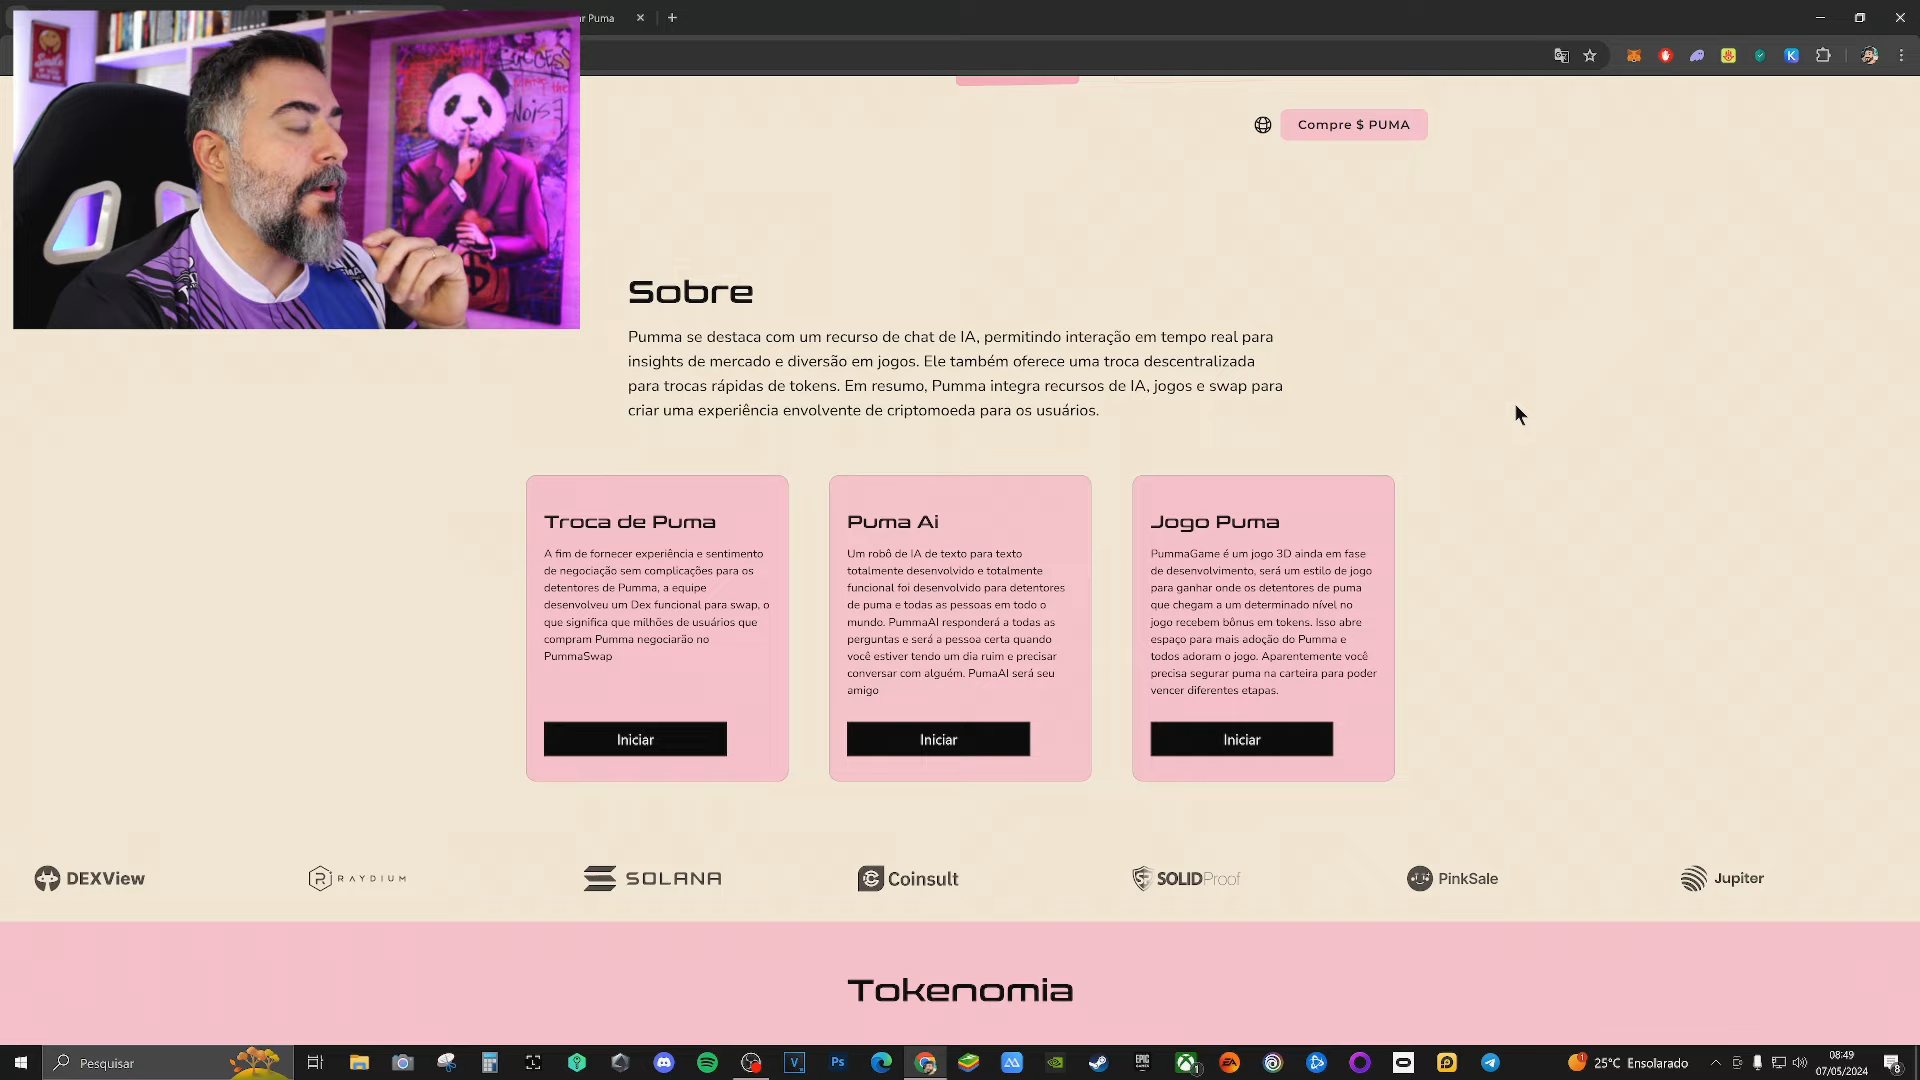 ar Puma
Compre $ PUMA
Sobre
Pumma se destaca com um recurso de chat de IA, permitindo interação em tempo real para
insights de mercado e diversão em jogos. Ele também oferece uma troca descentralizada
para trocas rápidas de tokens. Em resumo, Pumma integra recursos de IA, jogos e swap para
criar uma experiência envolvente de criptomoeda para os usuários.
Troca de Puma
A fim de fornecer experiência e sentimento
de negociação sem complicações para os
detentores de Pumma, a equipe
desenvolveu um Dex funcional para swap, o
que significa que milhões de usuários que
compram Pumma negociarão no
PummaSwap
Iniciar
Puma Ai
Um robô de IA de texto para texto
totalmente desenvolvido e totalmente
funcional foi desenvolvido para detentores
de puma e todas as pessoas em todo o
mundo. PummaAI responderá a todas as
perguntas e será a pessoa certa quando
você estiver tendo um dia ruim e precisar
conversar com alguém. PumaAI será seu
amigo
Iniciar
Jogo Puma
PummaGame é um jogo 3D ainda em fase
de desenvolvimento, será um estilo de jogo
para ganhar onde os detentores de puma
que chegam a um determinado nível no
jogo recebem bônus em tokens. Isso abre
espaço para mais adoção do Pumma e
todos adoram o jogo. Aparentemente você
precisa segurar puma na carteira para poder
vencer diferentes etapas.
Iniciar
DEXView
RAYDIUM
SOLANA
Coinsult
SOLIDProof
PinkSale
Jupiter
Tokenomia
Pesquisar
25°C Ensolarado
08:49
07/05/2024